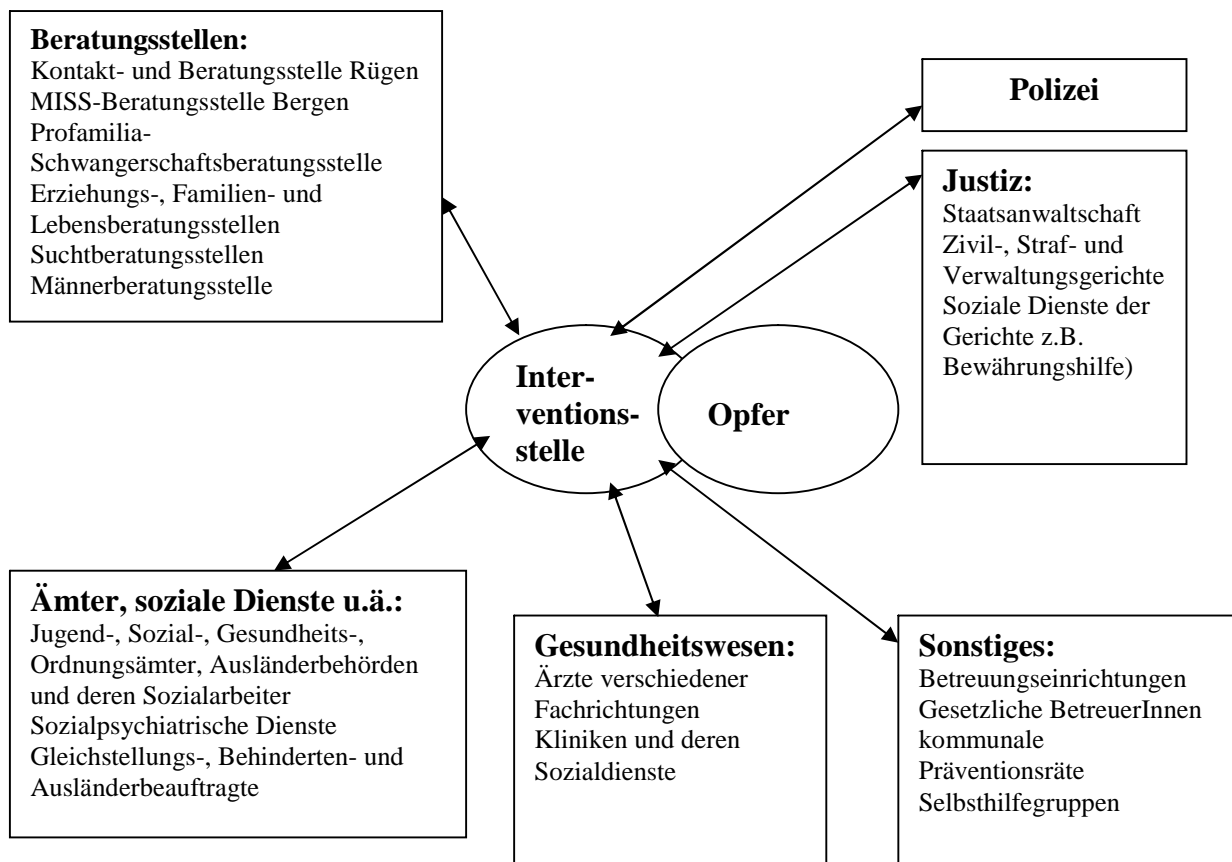 Beratungsstellen:
Kontakt- und Beratungsstelle Rügen
MISS-Beratungsstelle Bergen
Profamilia-
Schwangerschaftsberatungsstelle
Erziehungs-, Familien- und
Lebensberatungsstellen
Suchtberatungsstellen
Männerberatungsstelle
Polizei
Justiz:
Staatsanwaltschaft
Zivil-, Straf- und
Verwaltungsgerichte
Soziale Dienste der
Gerichte z.B.
Bewährungshilfe)
Inter-
ventions-
stelle
Opfer
Ämter, soziale Dienste u.ä.:
Jugend-, Sozial-, Gesundheits-,
Ordnungsämter, Ausländerbehörden
und deren Sozialarbeiter
Sozialpsychiatrische Dienste
Gleichstellungs-, Behinderten- und
Ausländerbeauftragte
Gesundheitswesen:
Ärzte verschiedener
Fachrichtungen
Kliniken und deren
Sozialdienste
Sonstiges:
Betreuungseinrichtungen
Gesetzliche BetreuerInnen
kommunale
Präventionsräte
Selbsthilfegruppen